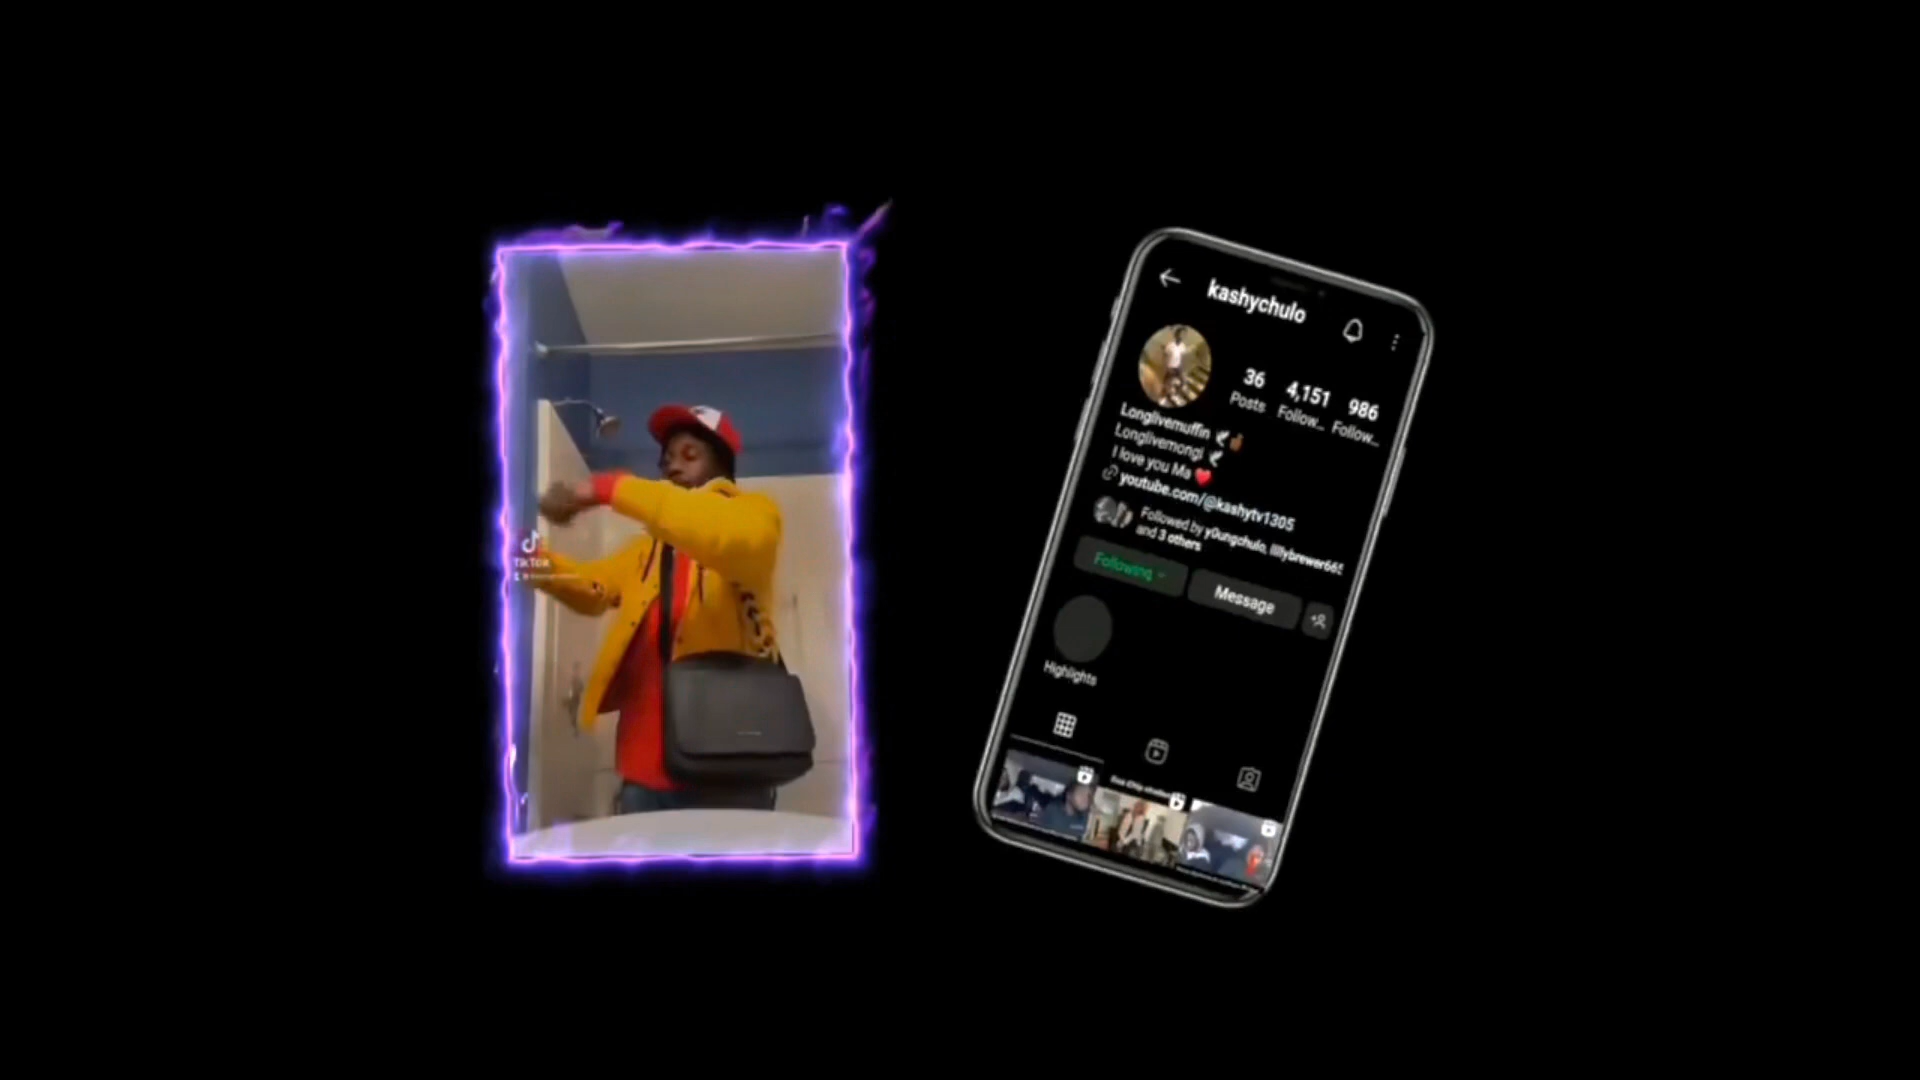 TikTok
kashychulo
36 4,151 986
Posts Follow... Follow...
Longlivemuffin
Longlivemongi
I love you Ma
youtube.com/@kashytv1305
Followed by y0ungchulo, lillybrewer665
and 3 others
Following
Message
Highlights